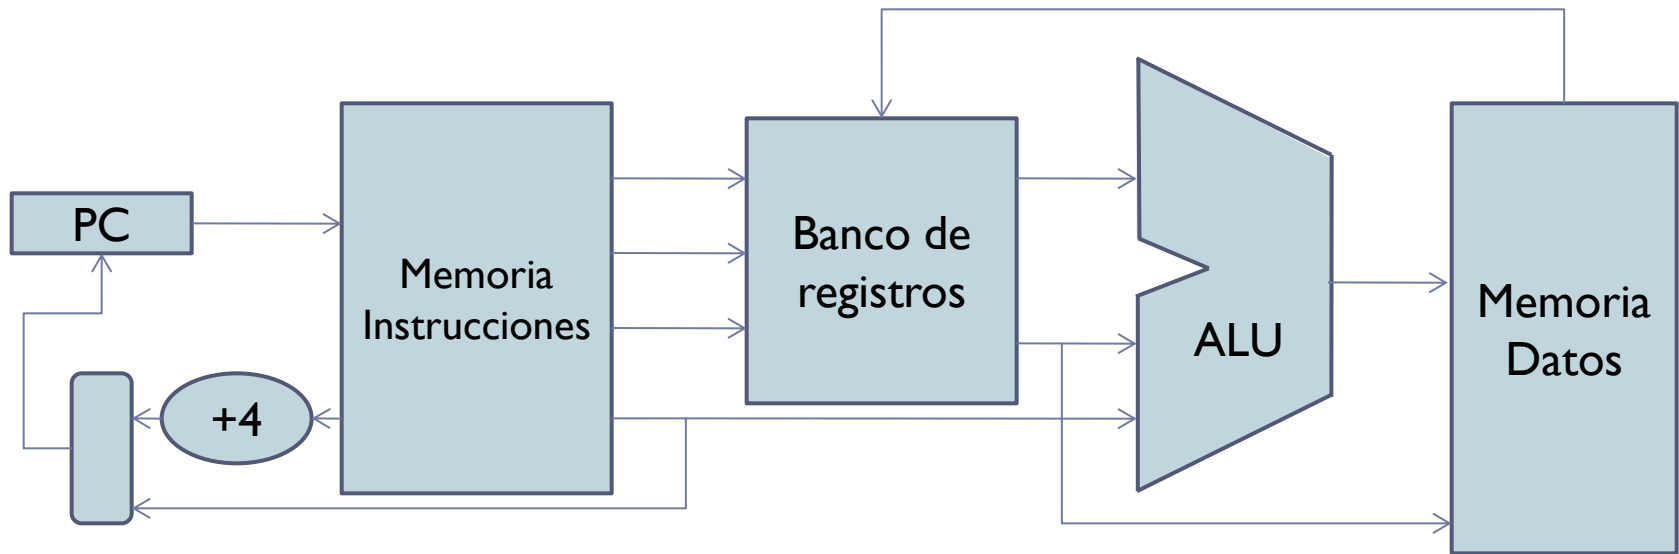 PC
Memoria
Instrucciones
+4
Banco de
registros
ALU
Memoria
Datos